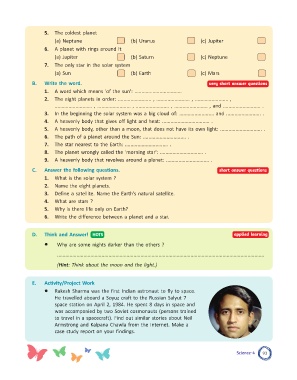 5. The coldest planet
(a) Neptune (b) Uranus (c) Jupiter
6. A planet with rings around it
(a) Jupiter (b) Saturn (c) Neptune
7. The only star in the solar system
(a) Sun (b) Earth (c) Mars
B. Write the word. very short answer questions
1. A word which means 'of the sun': ........................
2. The eight planets in order: .................., .................., ..................,
.................., .................., .................., .................. and .................. .
3. In the beginning the solar system was a big cloud of: .................. and .................. .
4. A heavenly body that gives off light and heat: .................. .
5. A heavenly body, other than a moon, that does not have its own light: .................. .
6. The path of a planet around the Sun: .................. .
7. The star nearest to the Earth: .................. .
8. The planet wrongly called the 'morning star': .................. .
9. A heavenly body that revolves around a planet: .................. .
C. Answer the following questions. short answer questions
1. What is the solar system ?
2. Name the eight planets.
3. Define a satellite. Name the Earth's natural satellite.
4. What are stars ?
5. Why is there life only on Earth?
6. Write the difference between a planet and a star.
D. Think and Answer! HOTS applied learning
• Why are some nights darker than the others ?
(Hint: Think about the moon and the light.)
E. Activity/Project Work
• Rakesh Sharma was the first Indian astronaut to fly to space.
He travelled aboard a Soyuz craft to the Russian Salyut 7
space station on April 2, 1984. He spent 8 days in space and
was accompanied by two Soviet cosmonauts (persons trained
to travel in a spacecraft). Find out similar stories about Neil
Armstrong and Kalpana Chawla from the internet. Make a
case study report on your findings.
Science-4